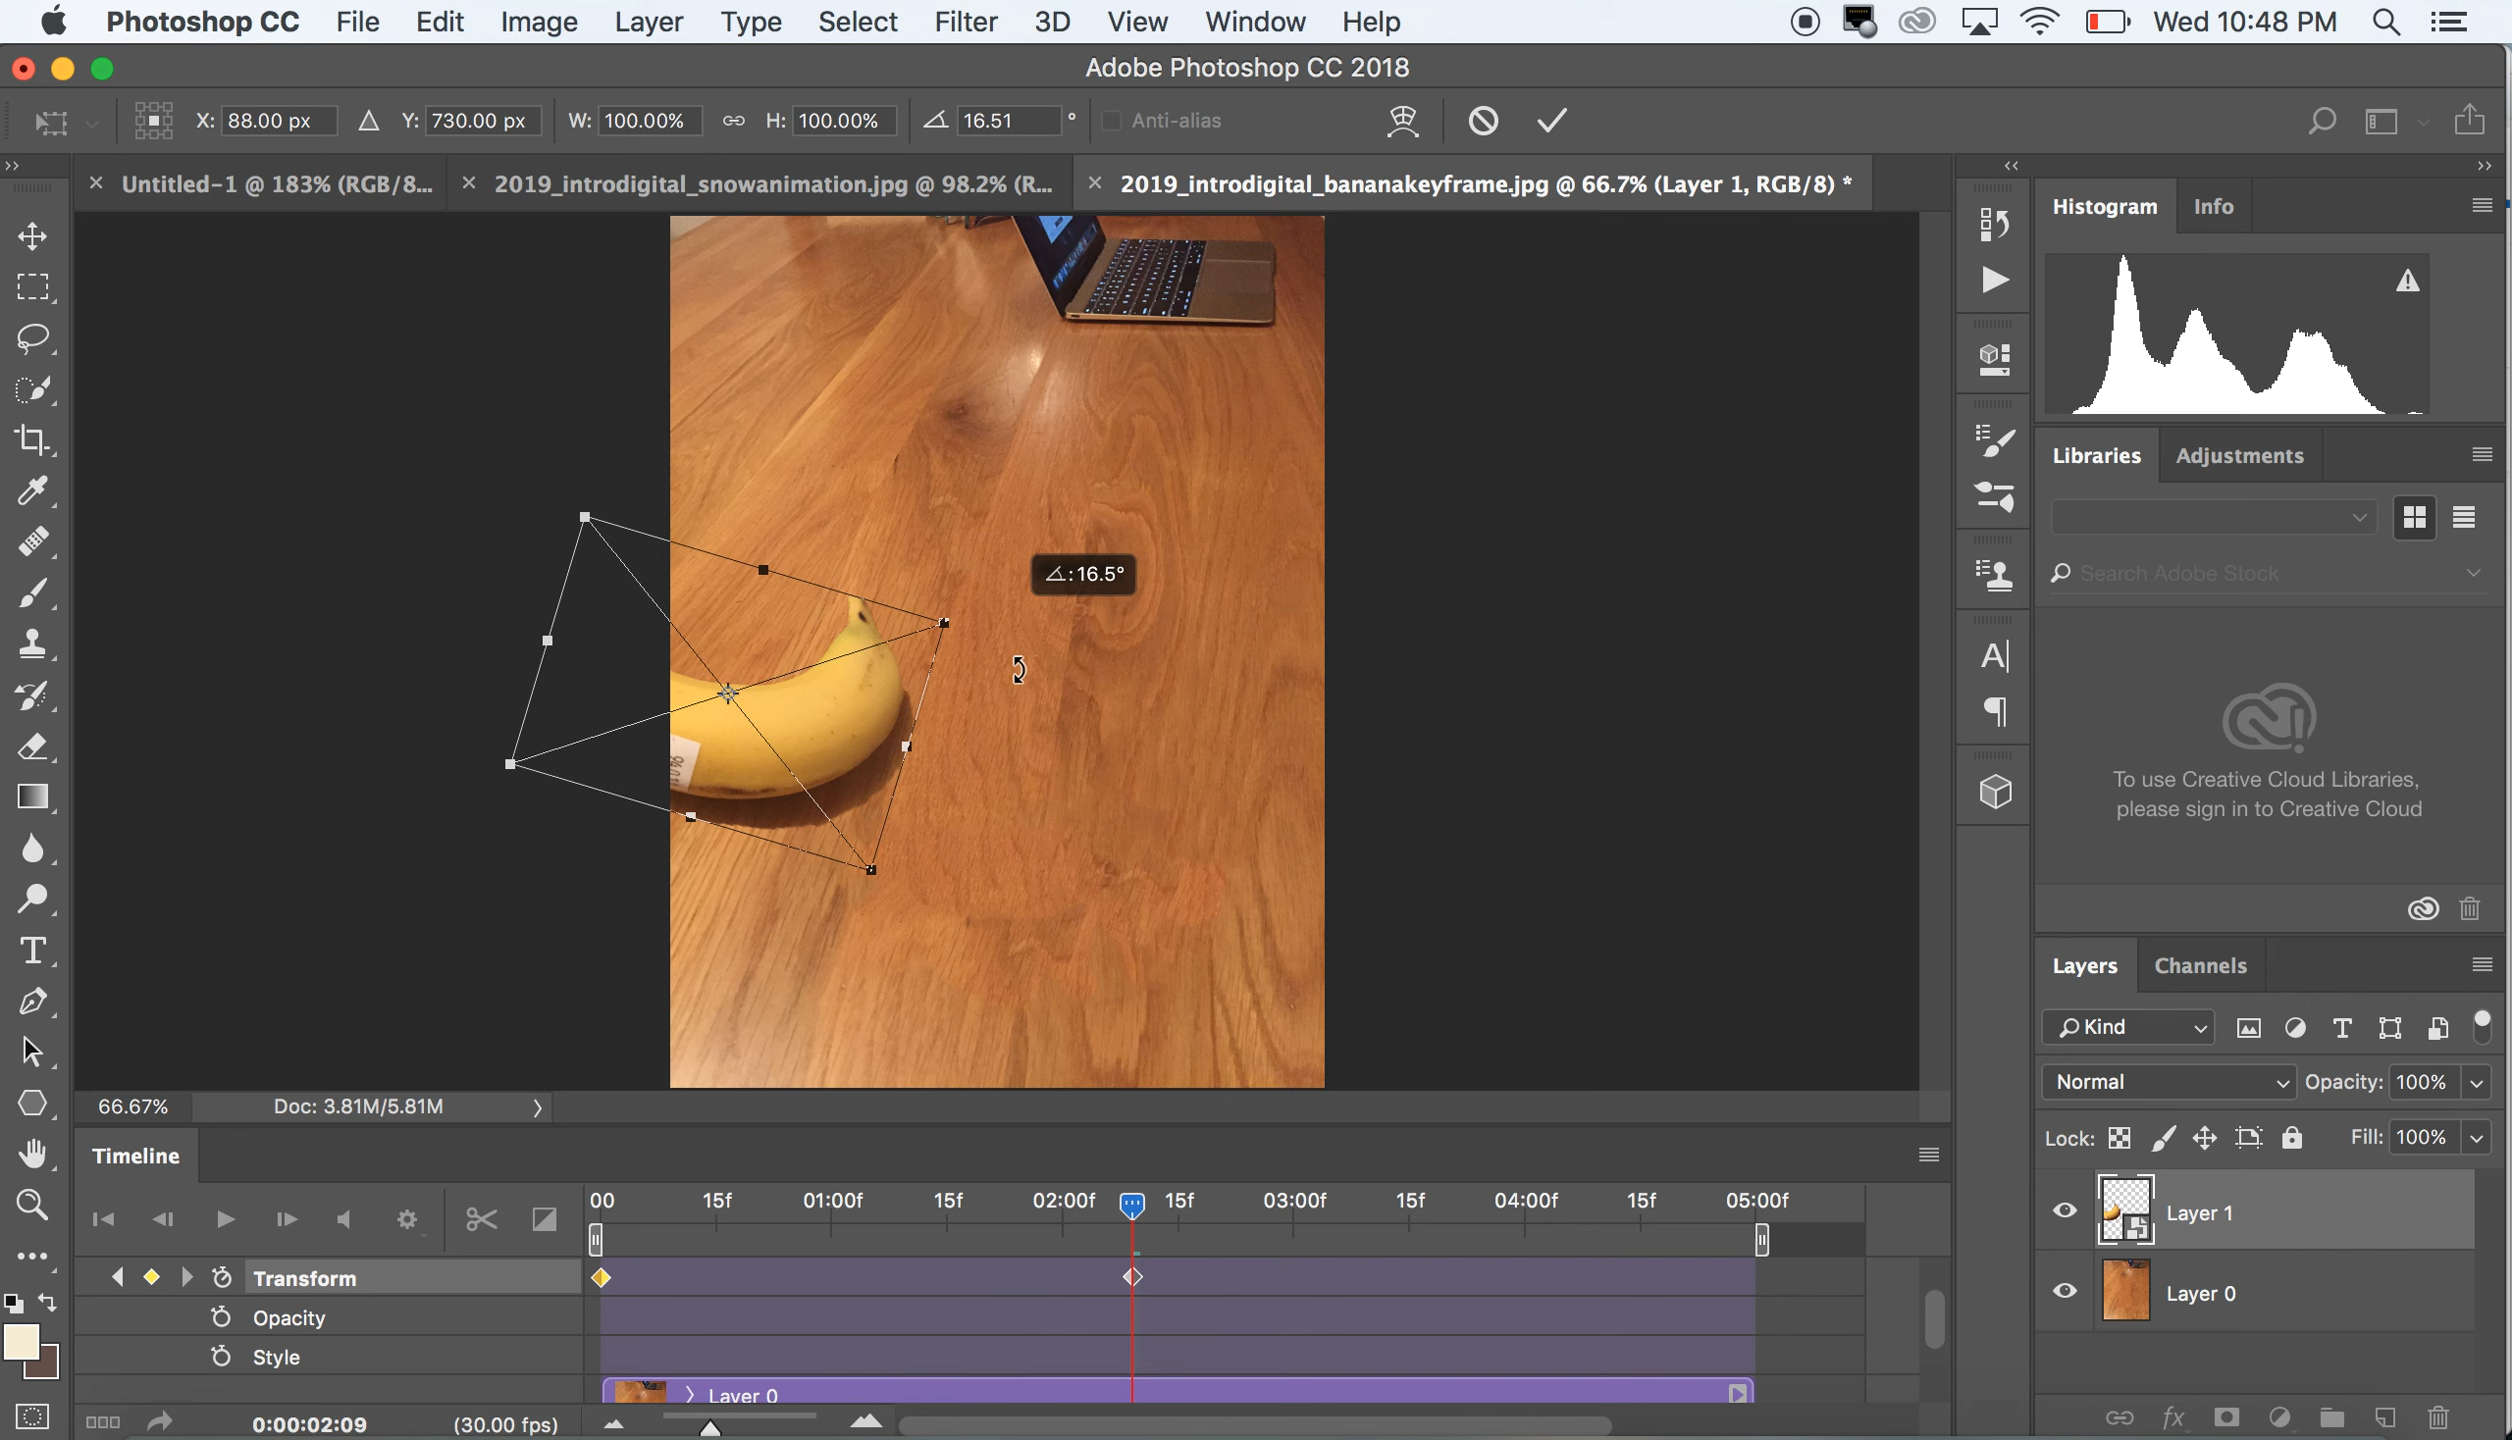 Photoshop CC File Edit Image Layer Type Select Filter 3D View Window Help Wed 10:48 PM
Adobe Photoshop CC 2018
X: 88.00 px Y: 730.00 px W: 100.00% H: 100.00% 16.51 ° Anti-alias
Untitled-1 @ 183% (RGB/8... 2019_introdigital_snowanimation.jpg @ 98.2% (R... 2019_introdigital_bananakeyframe.jpg @ 66.7% (Layer 1, RGB/8) *
Histogram Info
Libraries Adjustments
Search Adobe Stock
:16.5°
To use Creative Cloud Libraries,
please sign in to Creative Cloud
Layers Channels
Kind
Normal Opacity: 100%
Lock: Fill: 100%
Layer 1
Layer 0
66.67% Doc: 3.81M/5.81M
Timeline
00 15f 01:00f 15f 02:00f 15f 03:00f 15f 04:00f 15f 05:00f
Transform
Opacity
Style
Layer 0
0:00:02:09 (30.00 fps)